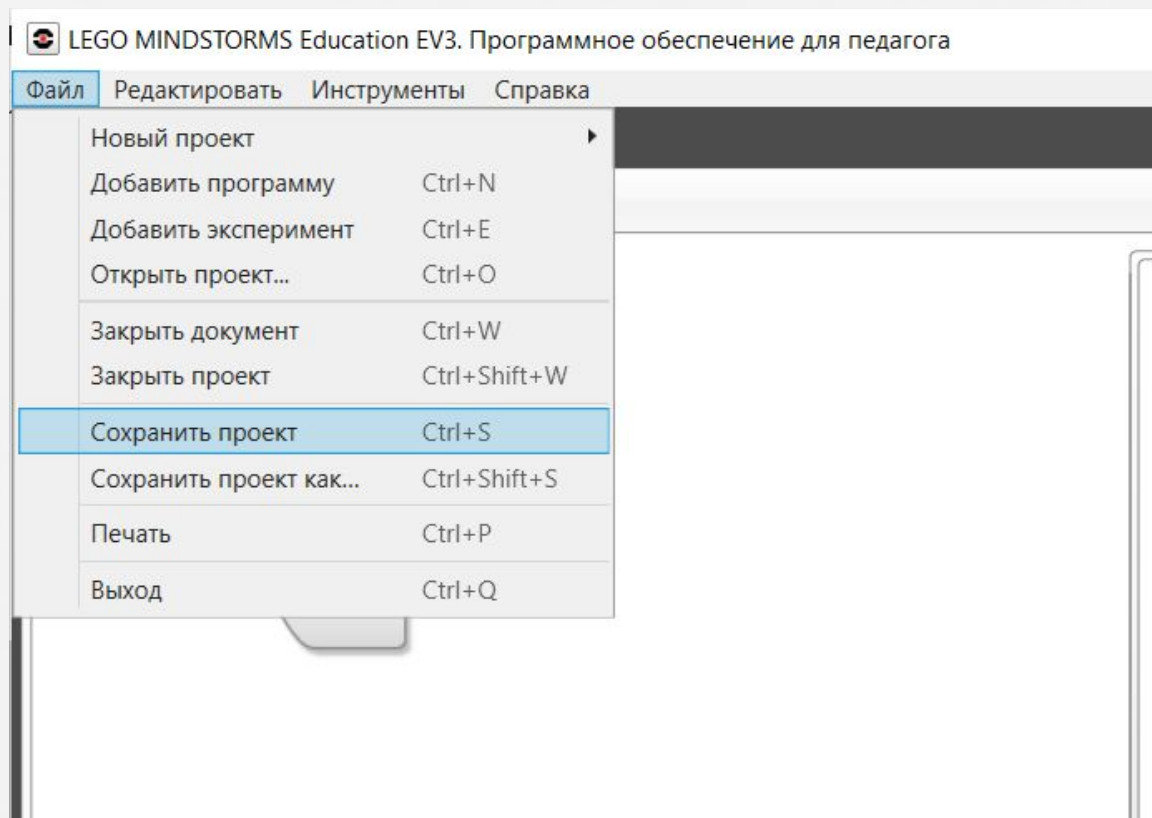 LEGO MINDSTORMS Education EV3. Программное обеспечение для педагога
Файл Редактировать Инструменты Справка
Новый проект
Добавить программу Ctrl+N
Добавить эксперимент Ctrl+E
Открыть проект... Ctrl+O
Закрыть документ Ctrl+W
Закрыть проект Ctrl+Shift+W
Сохранить проект Ctrl+S
Сохранить проект как... Ctrl+Shift+S
Печать Ctrl+P
Выход Ctrl+Q